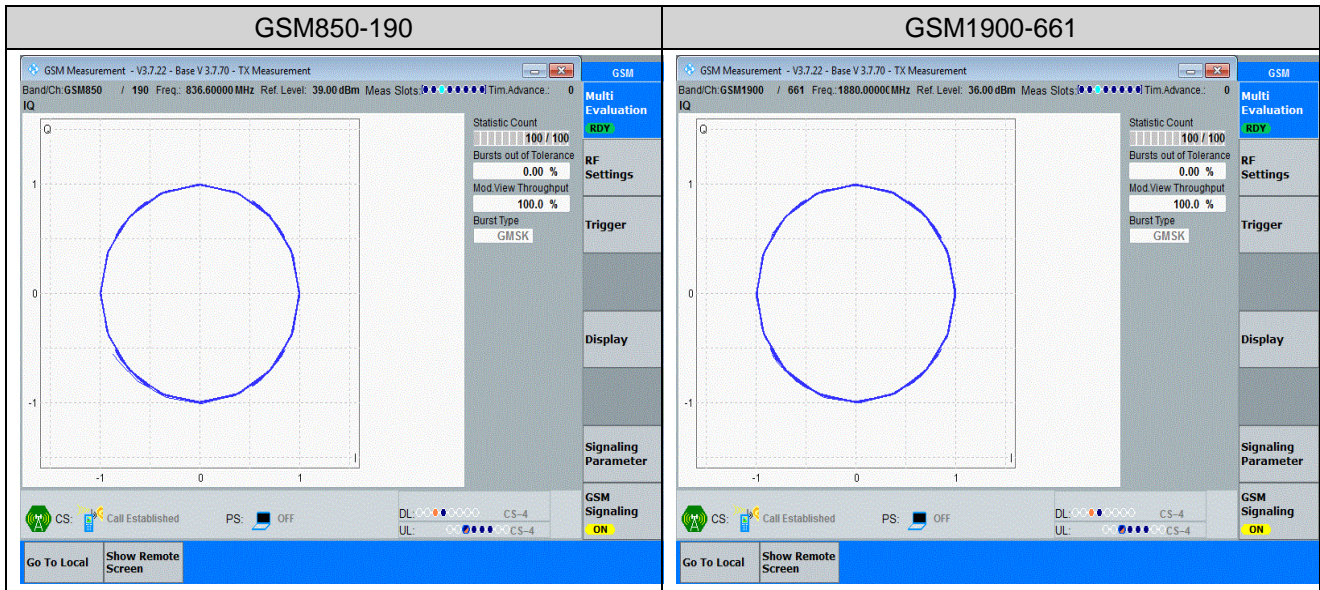 GSM850-190
GSM1900-661
GSM Measurement - V3.7.22 - Base V 3.7.70 - TX Measurement
GSM
Band/Ch: GSM850 / 190 Freq.: 836.60000 MHz Ref. Level: 39.00 dBm Meas Slots: Tim.Advance.: 0
IQ
Multi
Evaluation
RDY
Q
Statistic Count
100 / 100
Bursts out of Tolerance
0.00 %
Mod.View Throughput
100.0 %
Burst Type
GMSK
1
0
-1
I
-1 0 1
RF
Settings
Trigger
Display
Signaling
Parameter
GSM
Signaling
ON
CS: Call Established PS: OFF
DL: CS-4
UL: CS-4
Go To Local
Show Remote
Screen
GSM Measurement - V3.7.22 - Base V 3.7.70 - TX Measurement
GSM
Band/Ch: GSM1900 / 661 Freq.: 1880.0000 MHz Ref. Level: 36.00 dBm Meas Slots: Tim.Advance.: 0
IQ
Multi
Evaluation
RDY
Q
Statistic Count
100 / 100
Bursts out of Tolerance
0.00 %
Mod.View Throughput
100.0 %
Burst Type
GMSK
1
0
-1
I
-1 0 1
RF
Settings
Trigger
Display
Signaling
Parameter
GSM
Signaling
ON
CS: Call Established PS: OFF
DL: CS-4
UL: CS-4
Go To Local
Show Remote
Screen